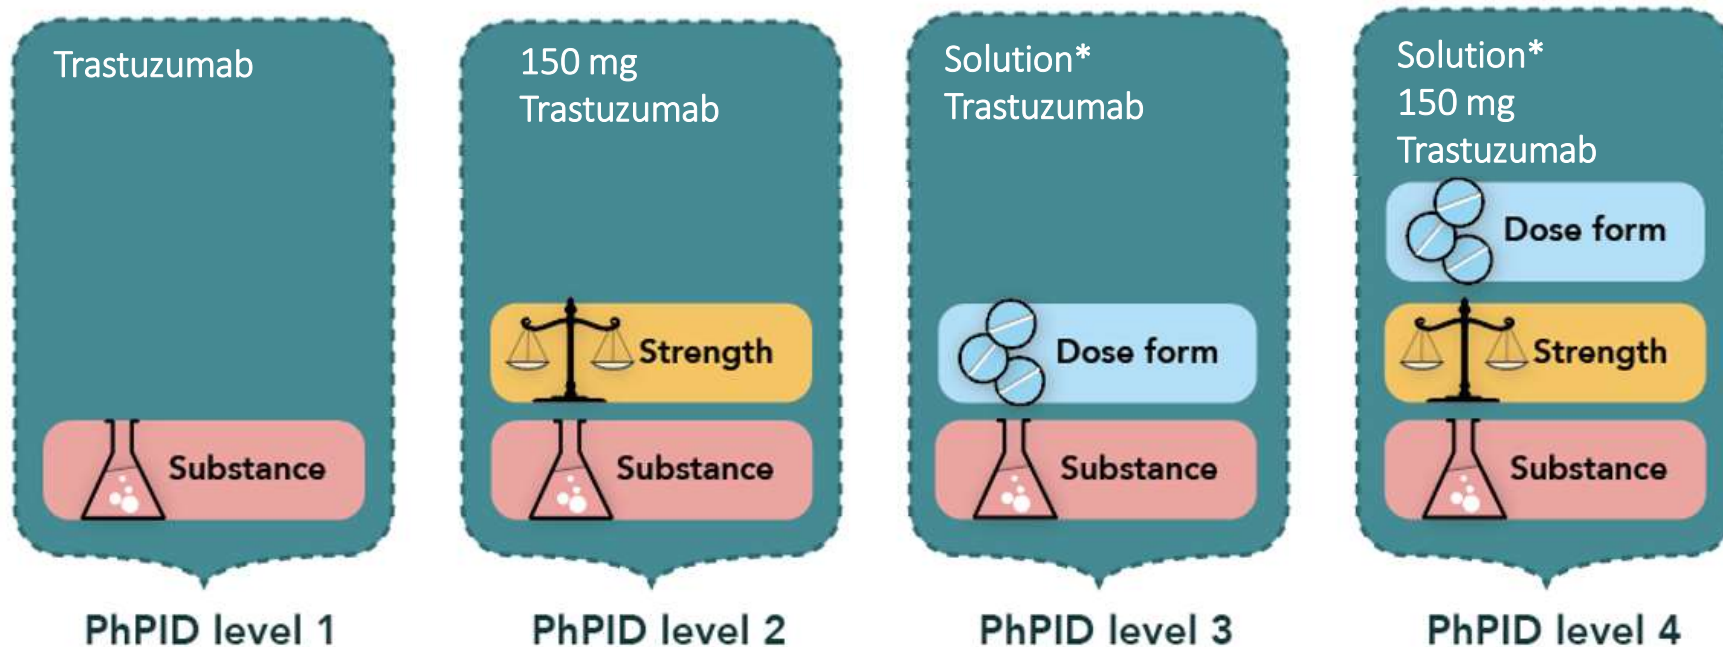 Trastuzumab
Substance
PhPID level 1
150 mg
Trastuzumab
Strength
Substance
PhPID level 2
Solution*
Trastuzumab
Dose form
Substance
PhPID level 3
Solution*
150 mg
Trastuzumab
Dose form
Strength
Substance
PhPID level 4